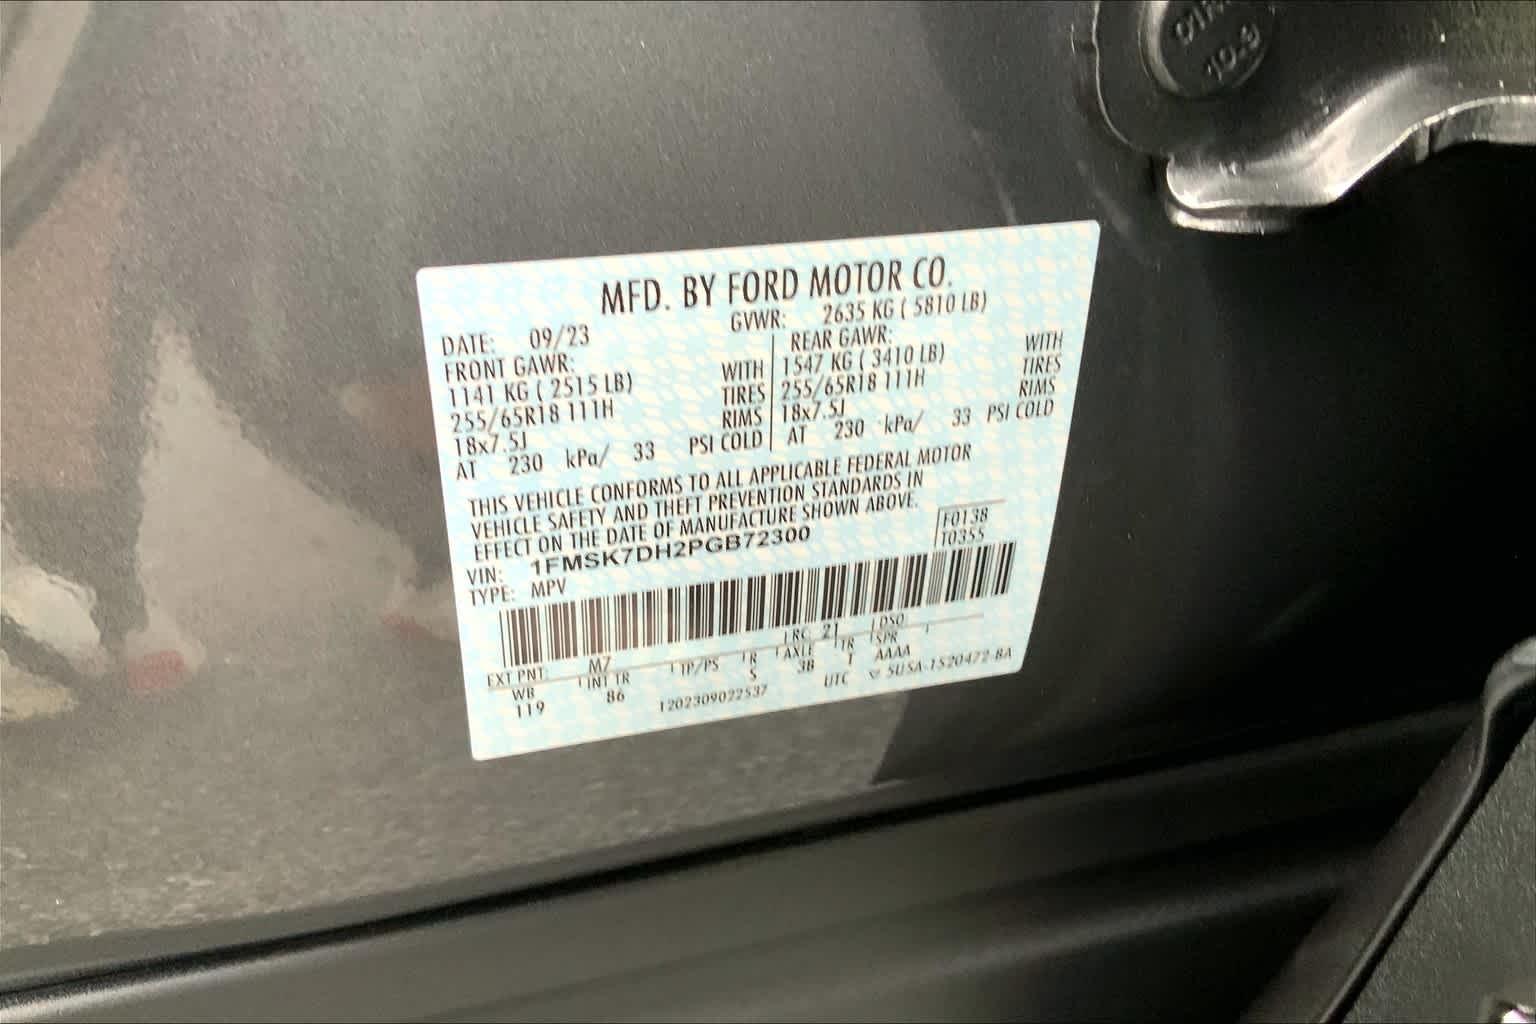 MFD. BY FORD MOTOR CO.
DATE: 09/23 GVWR: 2635 KG ( 5810 LB)
FRONT GAWR: REAR GAWR:
1141 KG ( 2515 LB) WITH 1547 KG ( 3410 LB) WITH
255/65R18 111H TIRES 255/65R18 111H TIRES
18x7.5J RIMS 18x7.5J RIMS
AT 230 kPa/ 33 PSI COLD AT 230 kPa/ 33 PSI COLD
THIS VEHICLE CONFORMS TO ALL APPLICABLE FEDERAL MOTOR
VEHICLE SAFETY AND THEFT PREVENTION STANDARDS IN
EFFECT ON THE DATE OF MANUFACTURE SHOWN ABOVE.
F0138
T0355
VIN: 1FMSK7DH2PGB72300
TYPE: MPV
EXT PNT: M7 RC: 21 DSO
WB INT TR TP/PS R AXLE TR SPR
119 86 S 3B T AAAA
1202309022537 UTC SUSA-1520472-BA
10.9